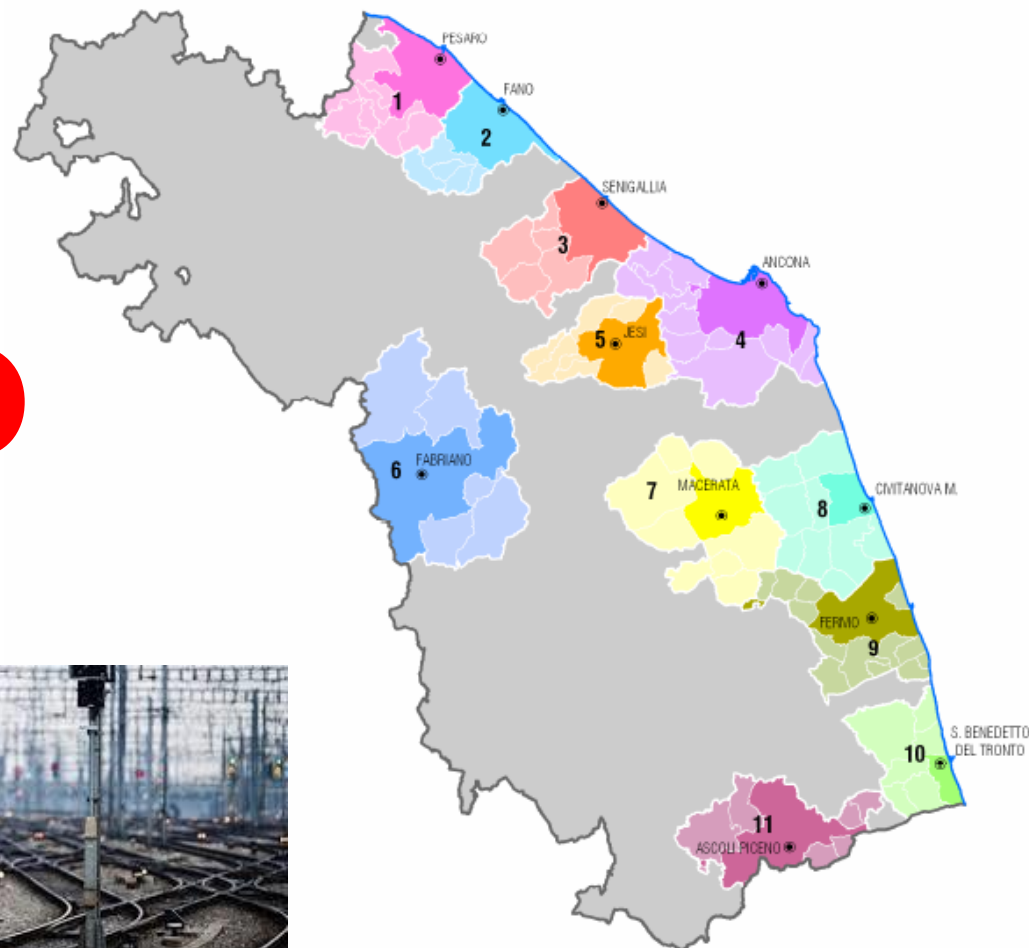 PESARO
1
FANO
2
SENIGALLIA
3
ANCONA
4
5
JESI
6
FABRIANO
7
MACERATA
8
CIVITANOVA M.
FERMO
9
10
S. BENEDETTO
DEL TRONTO
11
ASCOLI PICENO